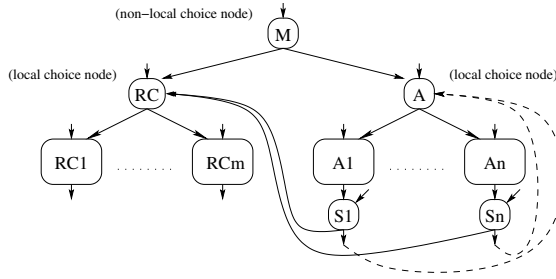 (non-local choice node)
M
(local choice node)
(local choice node)
RC
A
RC1
. . . . . . . .
RCm
A1
. . . . . . . .
An
S1
Sn